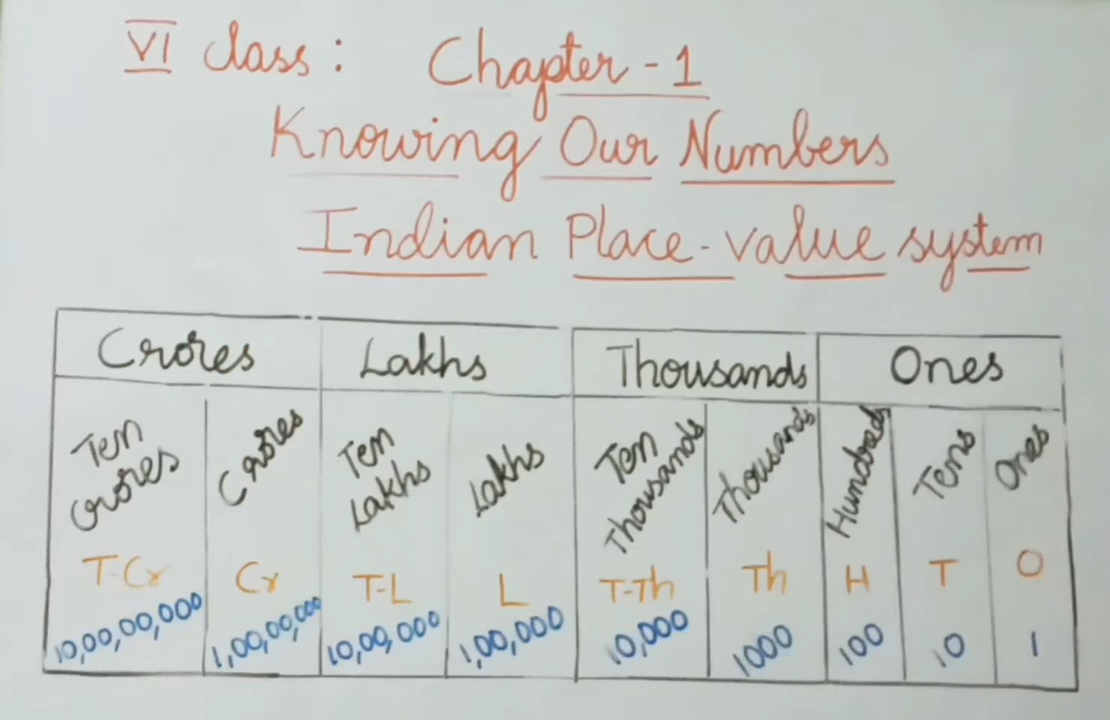 VI class : Chapter - 1
Knowing Our Numbers
Indian Place - value system
Crores Lakhs Thousands Ones
Ten Crores Crores Ten Lakhs Lakhs Ten Thousands Thousands Hundreds Tens Ones
T-Cr Cr T-L L T-Th Th H T O
10,00,00,000 1,00,00,000 10,00,000 1,00,000 10,000 1000 100 10 1